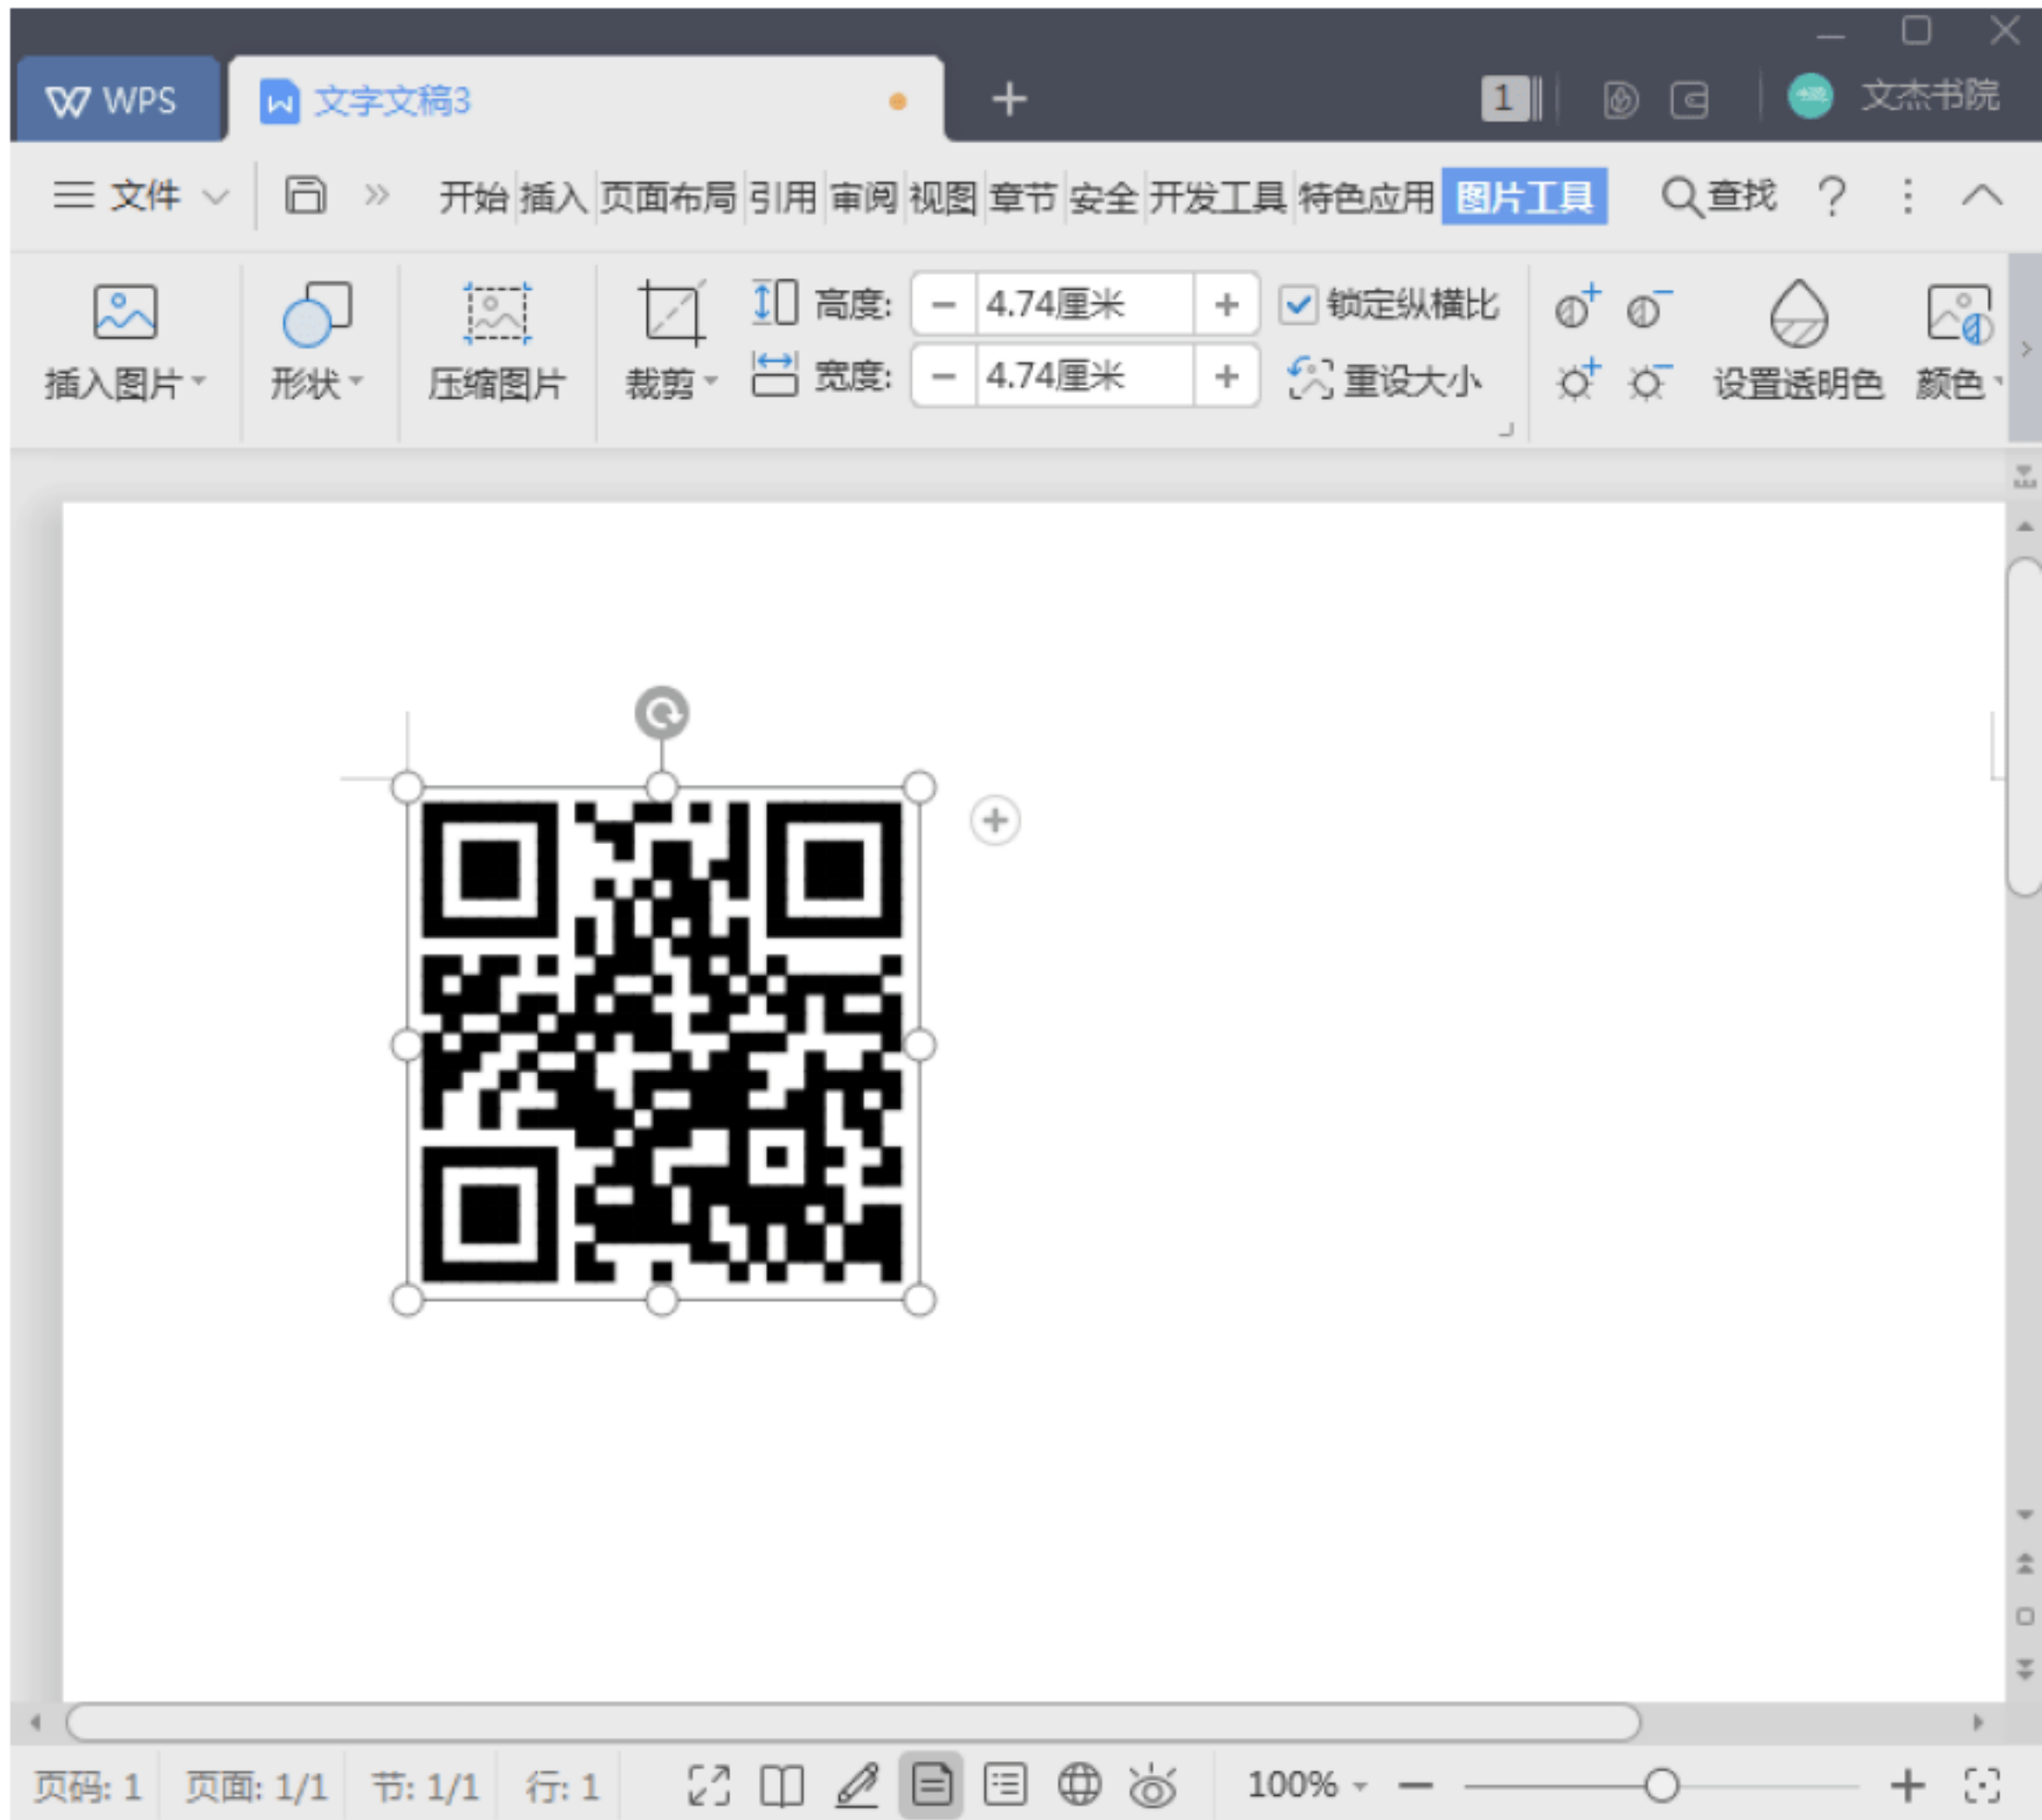 WPS 文字文稿3 1 文杰书院
文件 开始 插入 页面布局 引用 审阅 视图 章节 安全 开发工具 特色应用 图片工具 查找 ?
高度: 4.74厘米 锁定纵横比
插入图片 形状 压缩图片 裁剪 宽度: 4.74厘米 重设大小 设置透明色 颜色
页码: 1 页面: 1/1 节: 1/1 行: 1 100%